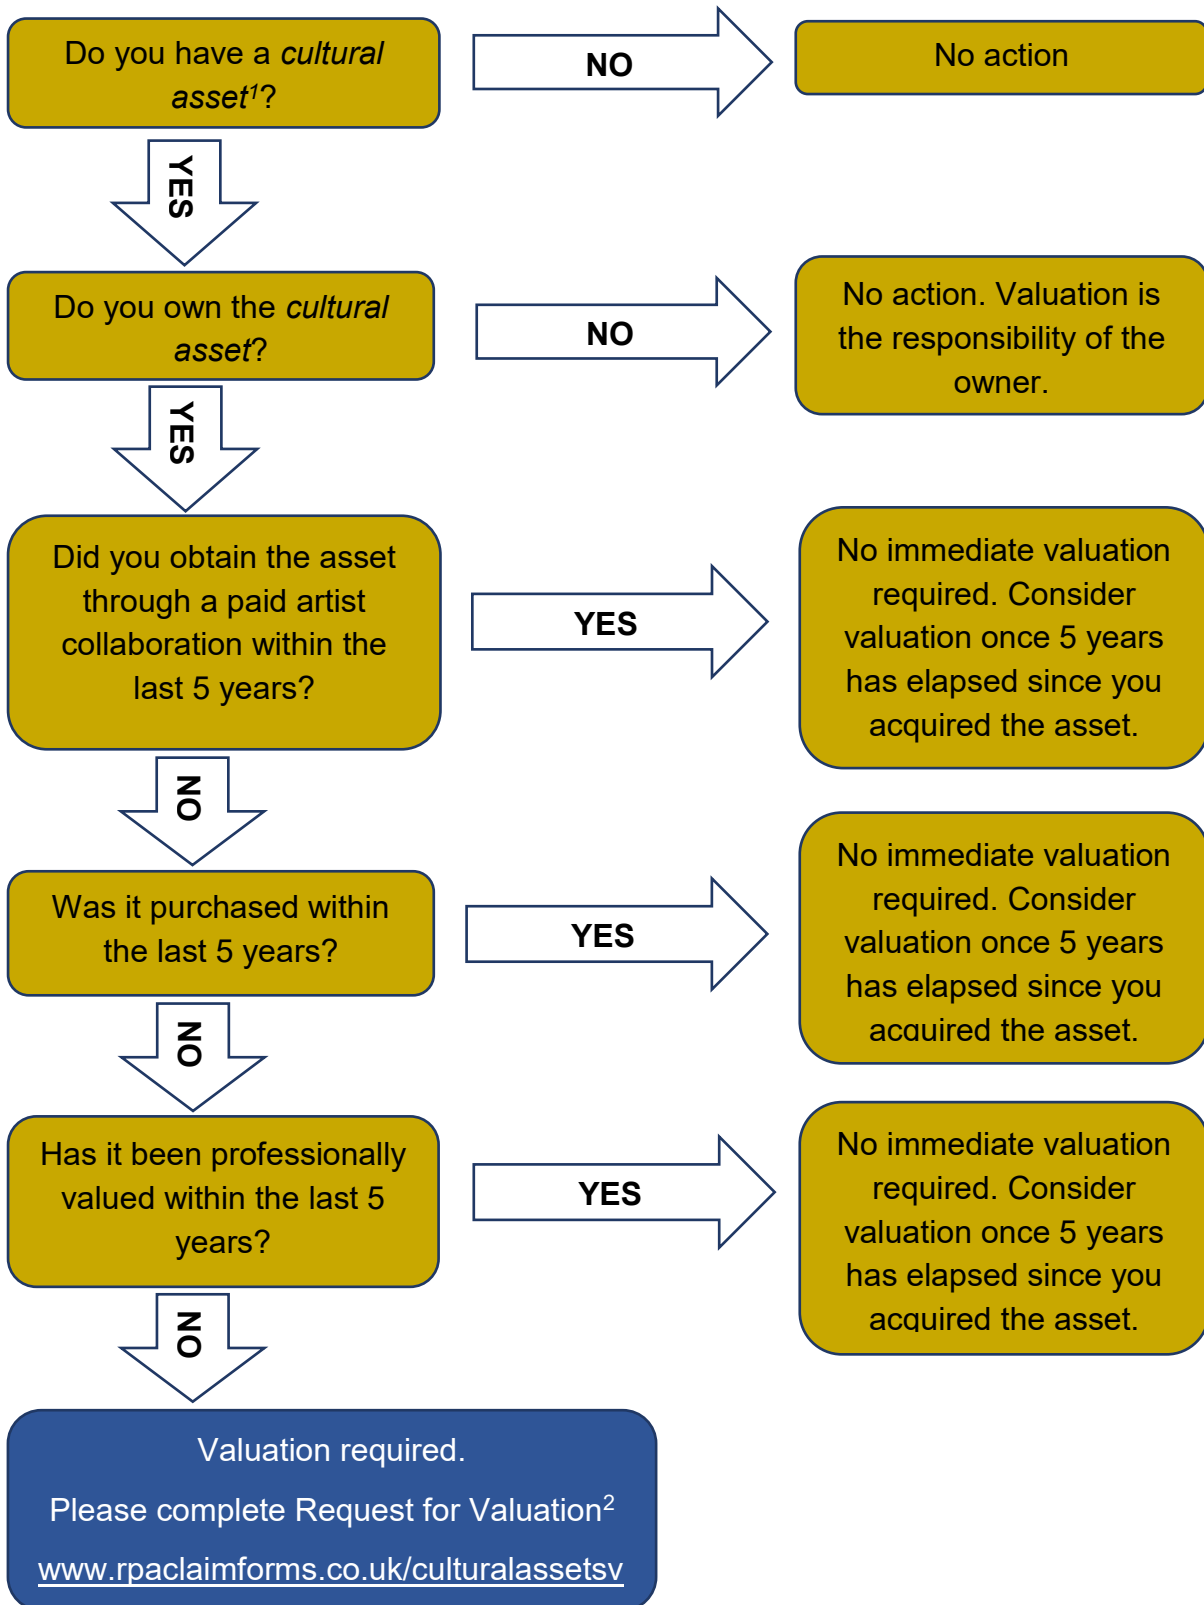 Do you have a cultural
asset1?
NO
No action
YES
Do you own the cultural
asset?
NO
No action. Valuation is
the responsibility of the
owner.
YES
Did you obtain the asset
through a paid artist
collaboration within the
last 5 years?
YES
No immediate valuation
required. Consider
valuation once 5 years
has elapsed since you
acquired the asset.
NO
Was it purchased within
the last 5 years?
YES
No immediate valuation
required. Consider
valuation once 5 years
has elapsed since you
acquired the asset.
NO
Has it been professionally
valued within the last 5
years?
YES
No immediate valuation
required. Consider
valuation once 5 years
has elapsed since you
acquired the asset.
NO
Valuation required.
Please complete Request for Valuation2
www.rpaclaimforms.co.uk/culturalassetsv